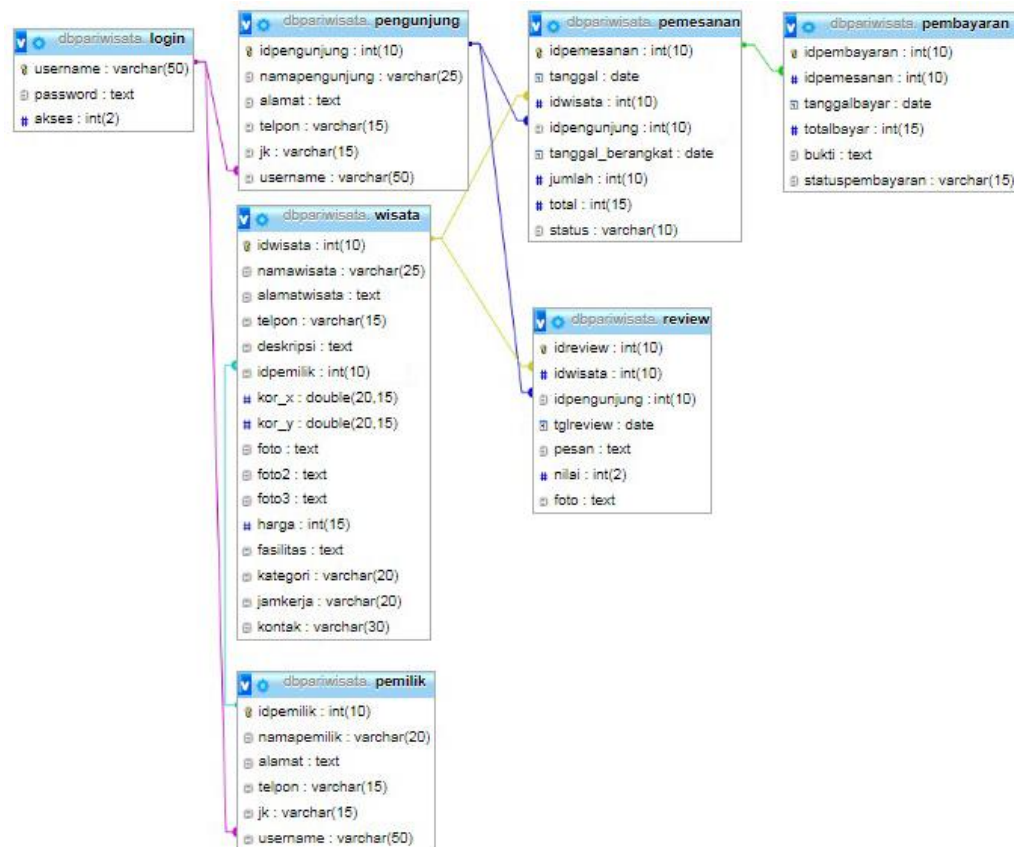 dbpariwisata. login
username : varchar(50)
password : text
# akses : int(2)
dbpariwisata. pengunjung
idpengunjung : int(10)
namapengunjung : varchar(25)
alamat : text
telpon : varchar(15)
jk : varchar(15)
username : varchar(50)
dbpariwisata. pemesanan
idpemesanan : int(10)
tanggal : date
# idwisata : int(10)
idpengunjung : int(10)
tanggal_berangkat : date
# jumlah : int(10)
# total : int(15)
status : varchar(10)
dbpariwisata. pembayaran
idpembayaran : int(10)
# idpemesanan : int(10)
tanggalbayar : date
# totalbayar : int(15)
bukti : text
statuspembayaran : varchar(15)
dbpariwisata. wisata
idwisata : int(10)
namawisata : varchar(25)
alamatwisata : text
telpon : varchar(15)
deskripsi : text
idpemilik : int(10)
# kor_x : double(20,15)
# kor_y : double(20,15)
foto : text
foto2 : text
foto3 : text
# harga : int(15)
fasilitas : text
kategori : varchar(20)
jamkerja : varchar(20)
kontak : varchar(30)
dbpariwisata. review
idreview : int(10)
# idwisata : int(10)
idpengunjung : int(10)
tglreview : date
pesan : text
# nilai : int(2)
foto : text
dbpariwisata. pemilik
idpemilik : int(10)
namapemilik : varchar(20)
alamat : text
telpon : varchar(15)
jk : varchar(15)
username : varchar(50)